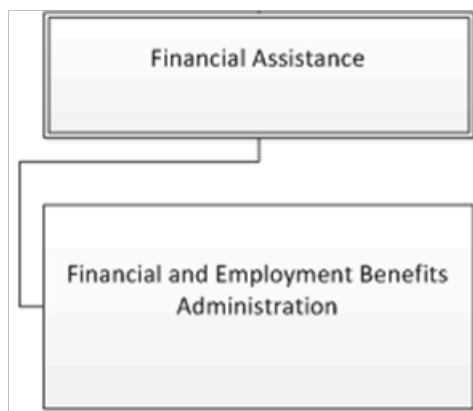 Financial Assistance
Financial and Employment Benefits
Administration